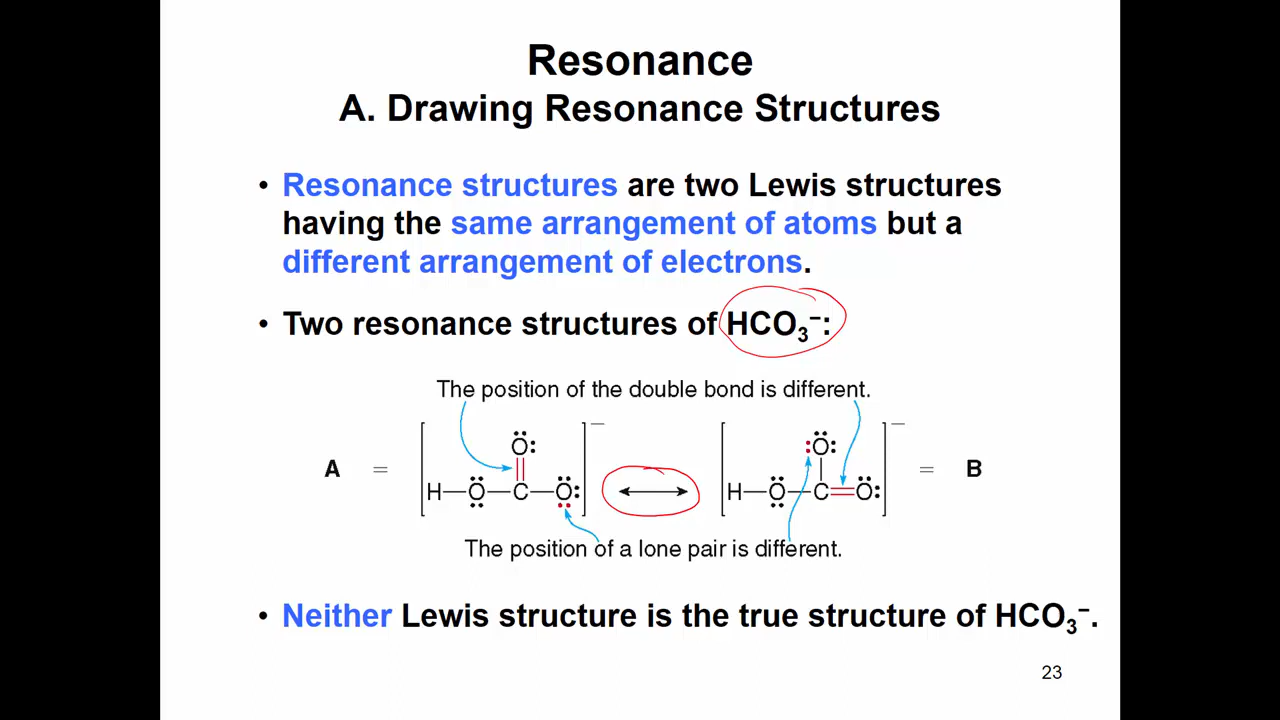 Resonance
A. Drawing Resonance Structures
• Resonance structures are two Lewis structures
having the same arrangement of atoms but a
different arrangement of electrons.
• Two resonance structures of HCO₃⁻:
The position of the double bond is different.
O O
A = [H—O—C—O]⁻ ⟷ [H—O—C=O]⁻ = B
The position of a lone pair is different.
• Neither Lewis structure is the true structure of HCO₃⁻.
23